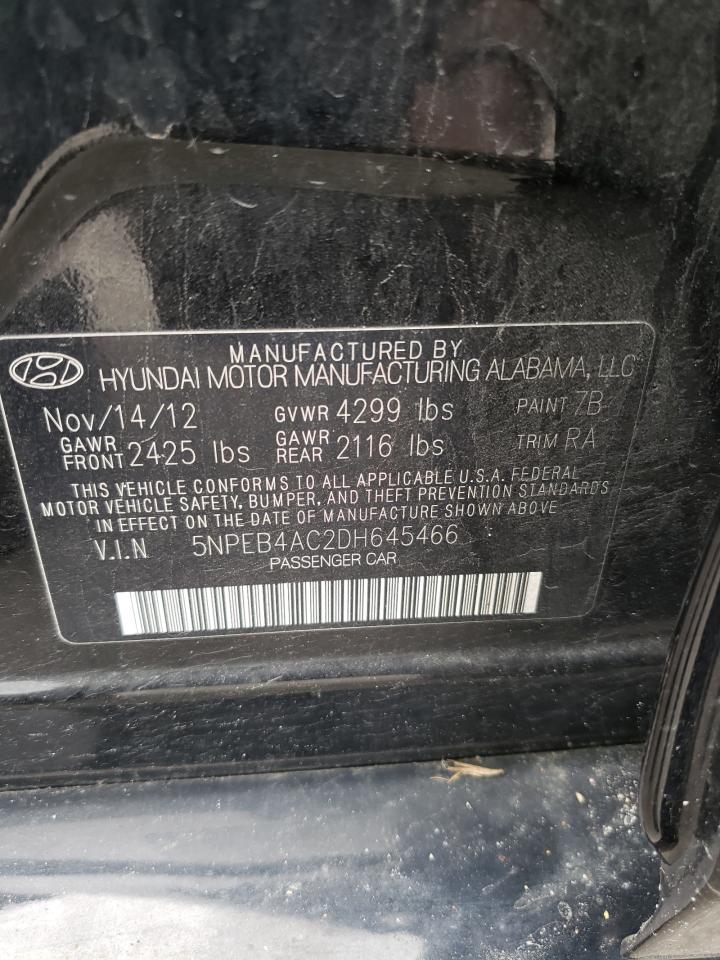 MANUFACTURED BY
HYUNDAI MOTOR MANUFACTURING ALABAMA, LLC
Nov/14/12 GVWR 4299 lbs PAINT 7B
GAWR FRONT 2425 lbs GAWR REAR 2116 lbs TRIM RA
THIS VEHICLE CONFORMS TO ALL APPLICABLE U.S.A. FEDERAL
MOTOR VEHICLE SAFETY, BUMPER, AND THEFT PREVENTION STANDARDS
IN EFFECT ON THE DATE OF MANUFACTURE SHOWN ABOVE
V.I.N 5NPEB4AC2DH645466
PASSENGER CAR